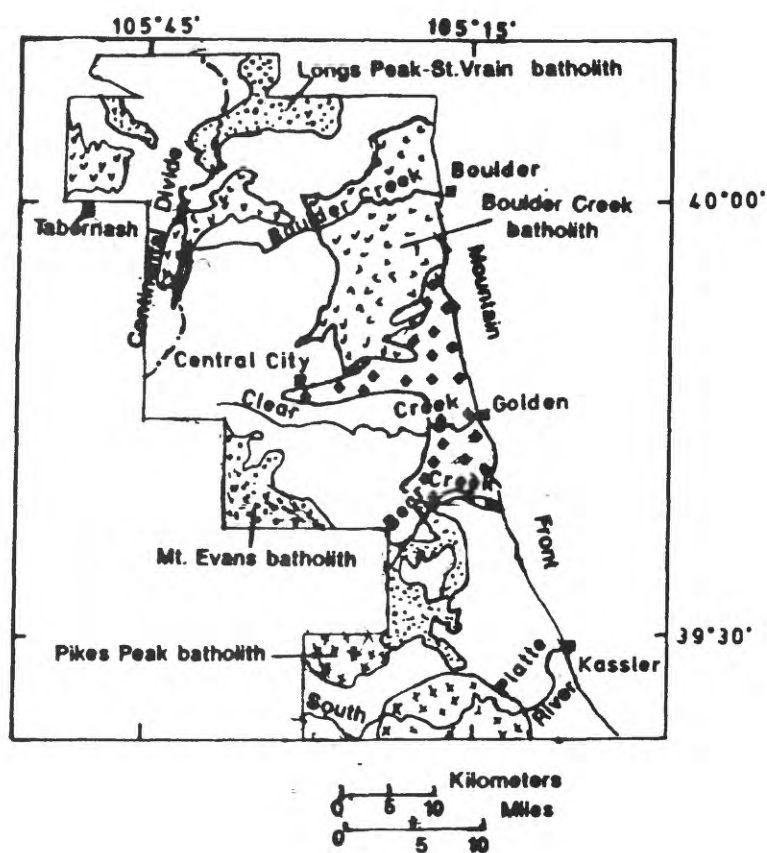 105°45'
105°15'
Longs Peak-St.Vrain batholith
Boulder
40°00'
Continental Divide
Boulder Creek
Boulder Creek
batholith
Tabernash
Mountain
Central City
Clear
Creek
Golden
Bear Creek
Mt. Evans batholith
Front
39°30'
Pikes Peak batholith
Platte
Kassler
South
River
Kilometers
0 5 10
Miles
0 5 10